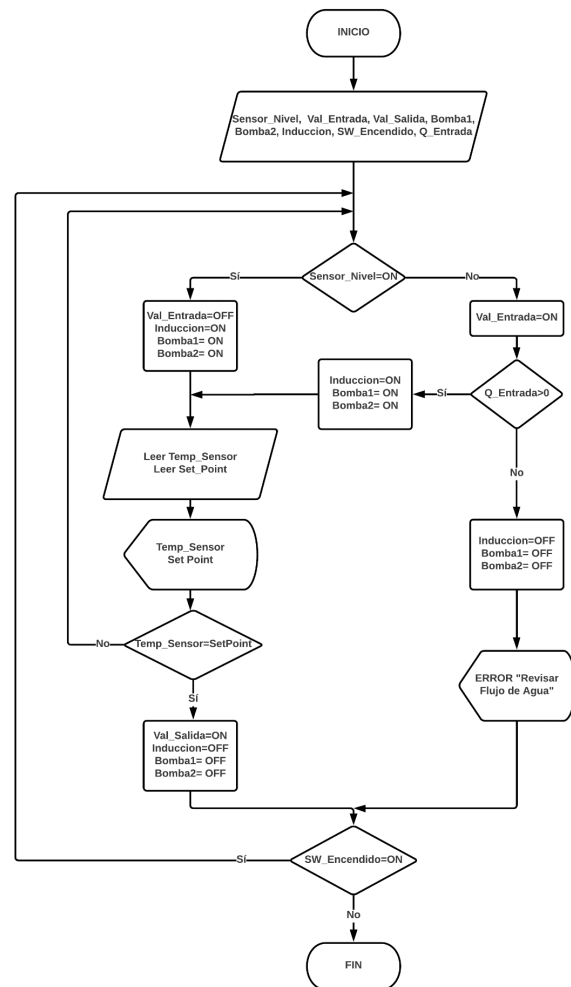 INICIO
Sensor_Nivel, Val_Entrada, Val_Salida, Bomba1,
Bomba2, Induccion, SW_Encendido, Q_Entrada
Sensor_Nivel=ON
Sí
No
Val_Entrada=OFF
Induccion=ON
Bomba1= ON
Bomba2= ON
Val_Entrada=ON
Induccion=ON
Bomba1= ON
Bomba2= ON
Sí
Q_Entrada>0
No
Leer Temp_Sensor
Leer Set_Point
Temp_Sensor
Set Point
Induccion=OFF
Bomba1= OFF
Bomba2= OFF
No
Temp_Sensor=SetPoint
Sí
ERROR "Revisar
Flujo de Agua"
Val_Salida=ON
Induccion=OFF
Bomba1= OFF
Bomba2= OFF
Sí
SW_Encendido=ON
No
FIN